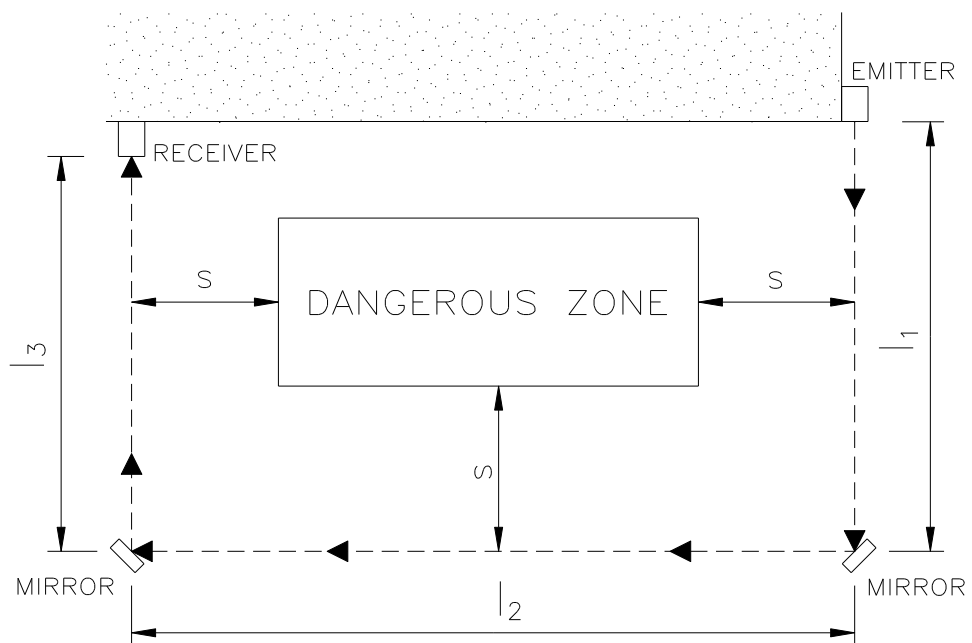 EMITTER
RECEIVER
S
DANGEROUS ZONE
S
l1
l3
S
MIRROR
MIRROR
l2